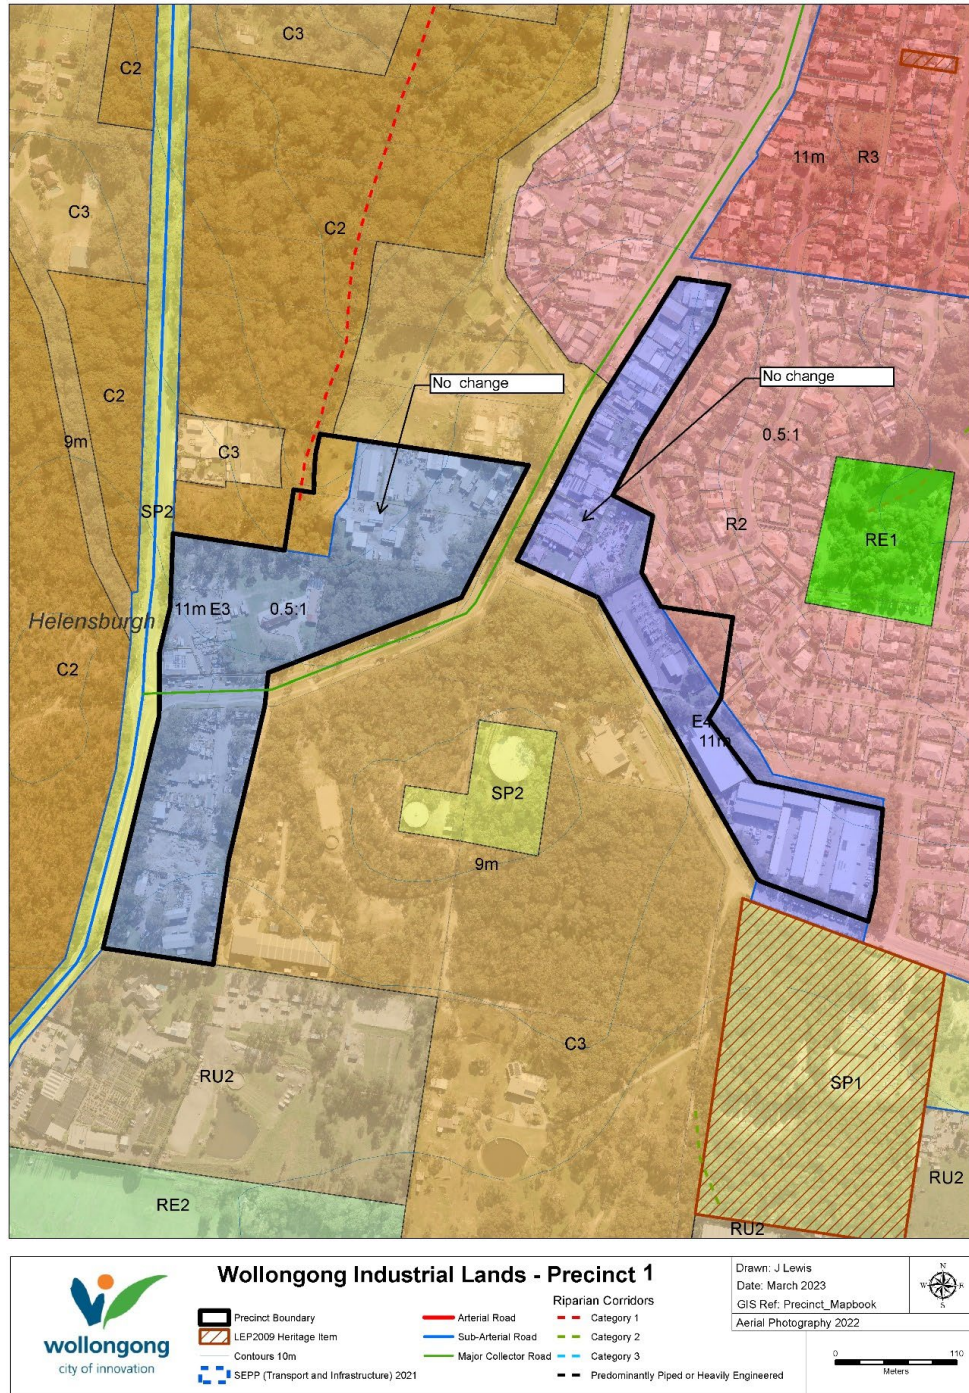 C3
C2
11m R3
C3
C2
No change
No change
C2
9m
0.5:1
C3
SP2
R2
RE1
11m E3 0.5:1
Helensburgh
C2
E4
11m
SP2
9m
C3
RU2
SP1
RE2
RU2
RU2
wollongong
city of innovation
Wollongong Industrial Lands - Precinct 1
Precinct Boundary
LEP2009 Heritage Item
Contours 10m
SEPP (Transport and Infrastructure) 2021
Arterial Road
Sub-Arterial Road
Major Collector Road
Riparian Corridors
Category 1
Category 2
Category 3
Predominantly Piped or Heavily Engineered
Drawn: J Lewis
Date: March 2023
GIS Ref: Precinct_Mapbook
Aerial Photography 2022
N
W E
S
0 110
Meters